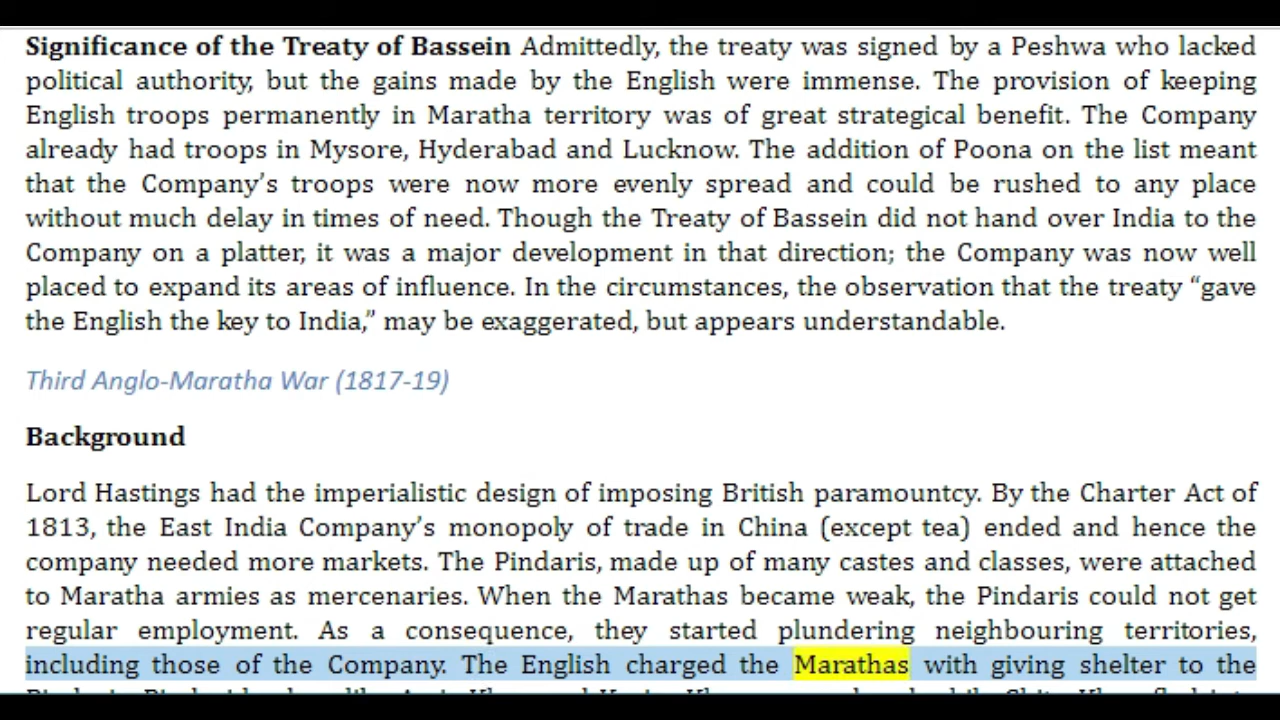 Significance of the Treaty of Bassein Admittedly, the treaty was signed by a Peshwa who lacked
political authority, but the gains made by the English were immense. The provision of keeping
English troops permanently in Maratha territory was of great strategical benefit. The Company
already had troops in Mysore, Hyderabad and Lucknow. The addition of Poona on the list meant
that the Company’s troops were now more evenly spread and could be rushed to any place
without much delay in times of need. Though the Treaty of Bassein did not hand over India to the
Company on a platter, it was a major development in that direction; the Company was now well
placed to expand its areas of influence. In the circumstances, the observation that the treaty “gave
the English the key to India,” may be exaggerated, but appears understandable.
Third Anglo-Maratha War (1817-19)
Background
Lord Hastings had the imperialistic design of imposing British paramountcy. By the Charter Act of
1813, the East India Company’s monopoly of trade in China (except tea) ended and hence the
company needed more markets. The Pindaris, made up of many castes and classes, were attached
to Maratha armies as mercenaries. When the Marathas became weak, the Pindaris could not get
regular employment. As a consequence, they started plundering neighbouring territories,
including those of the Company. The English charged the Marathas with giving shelter to the